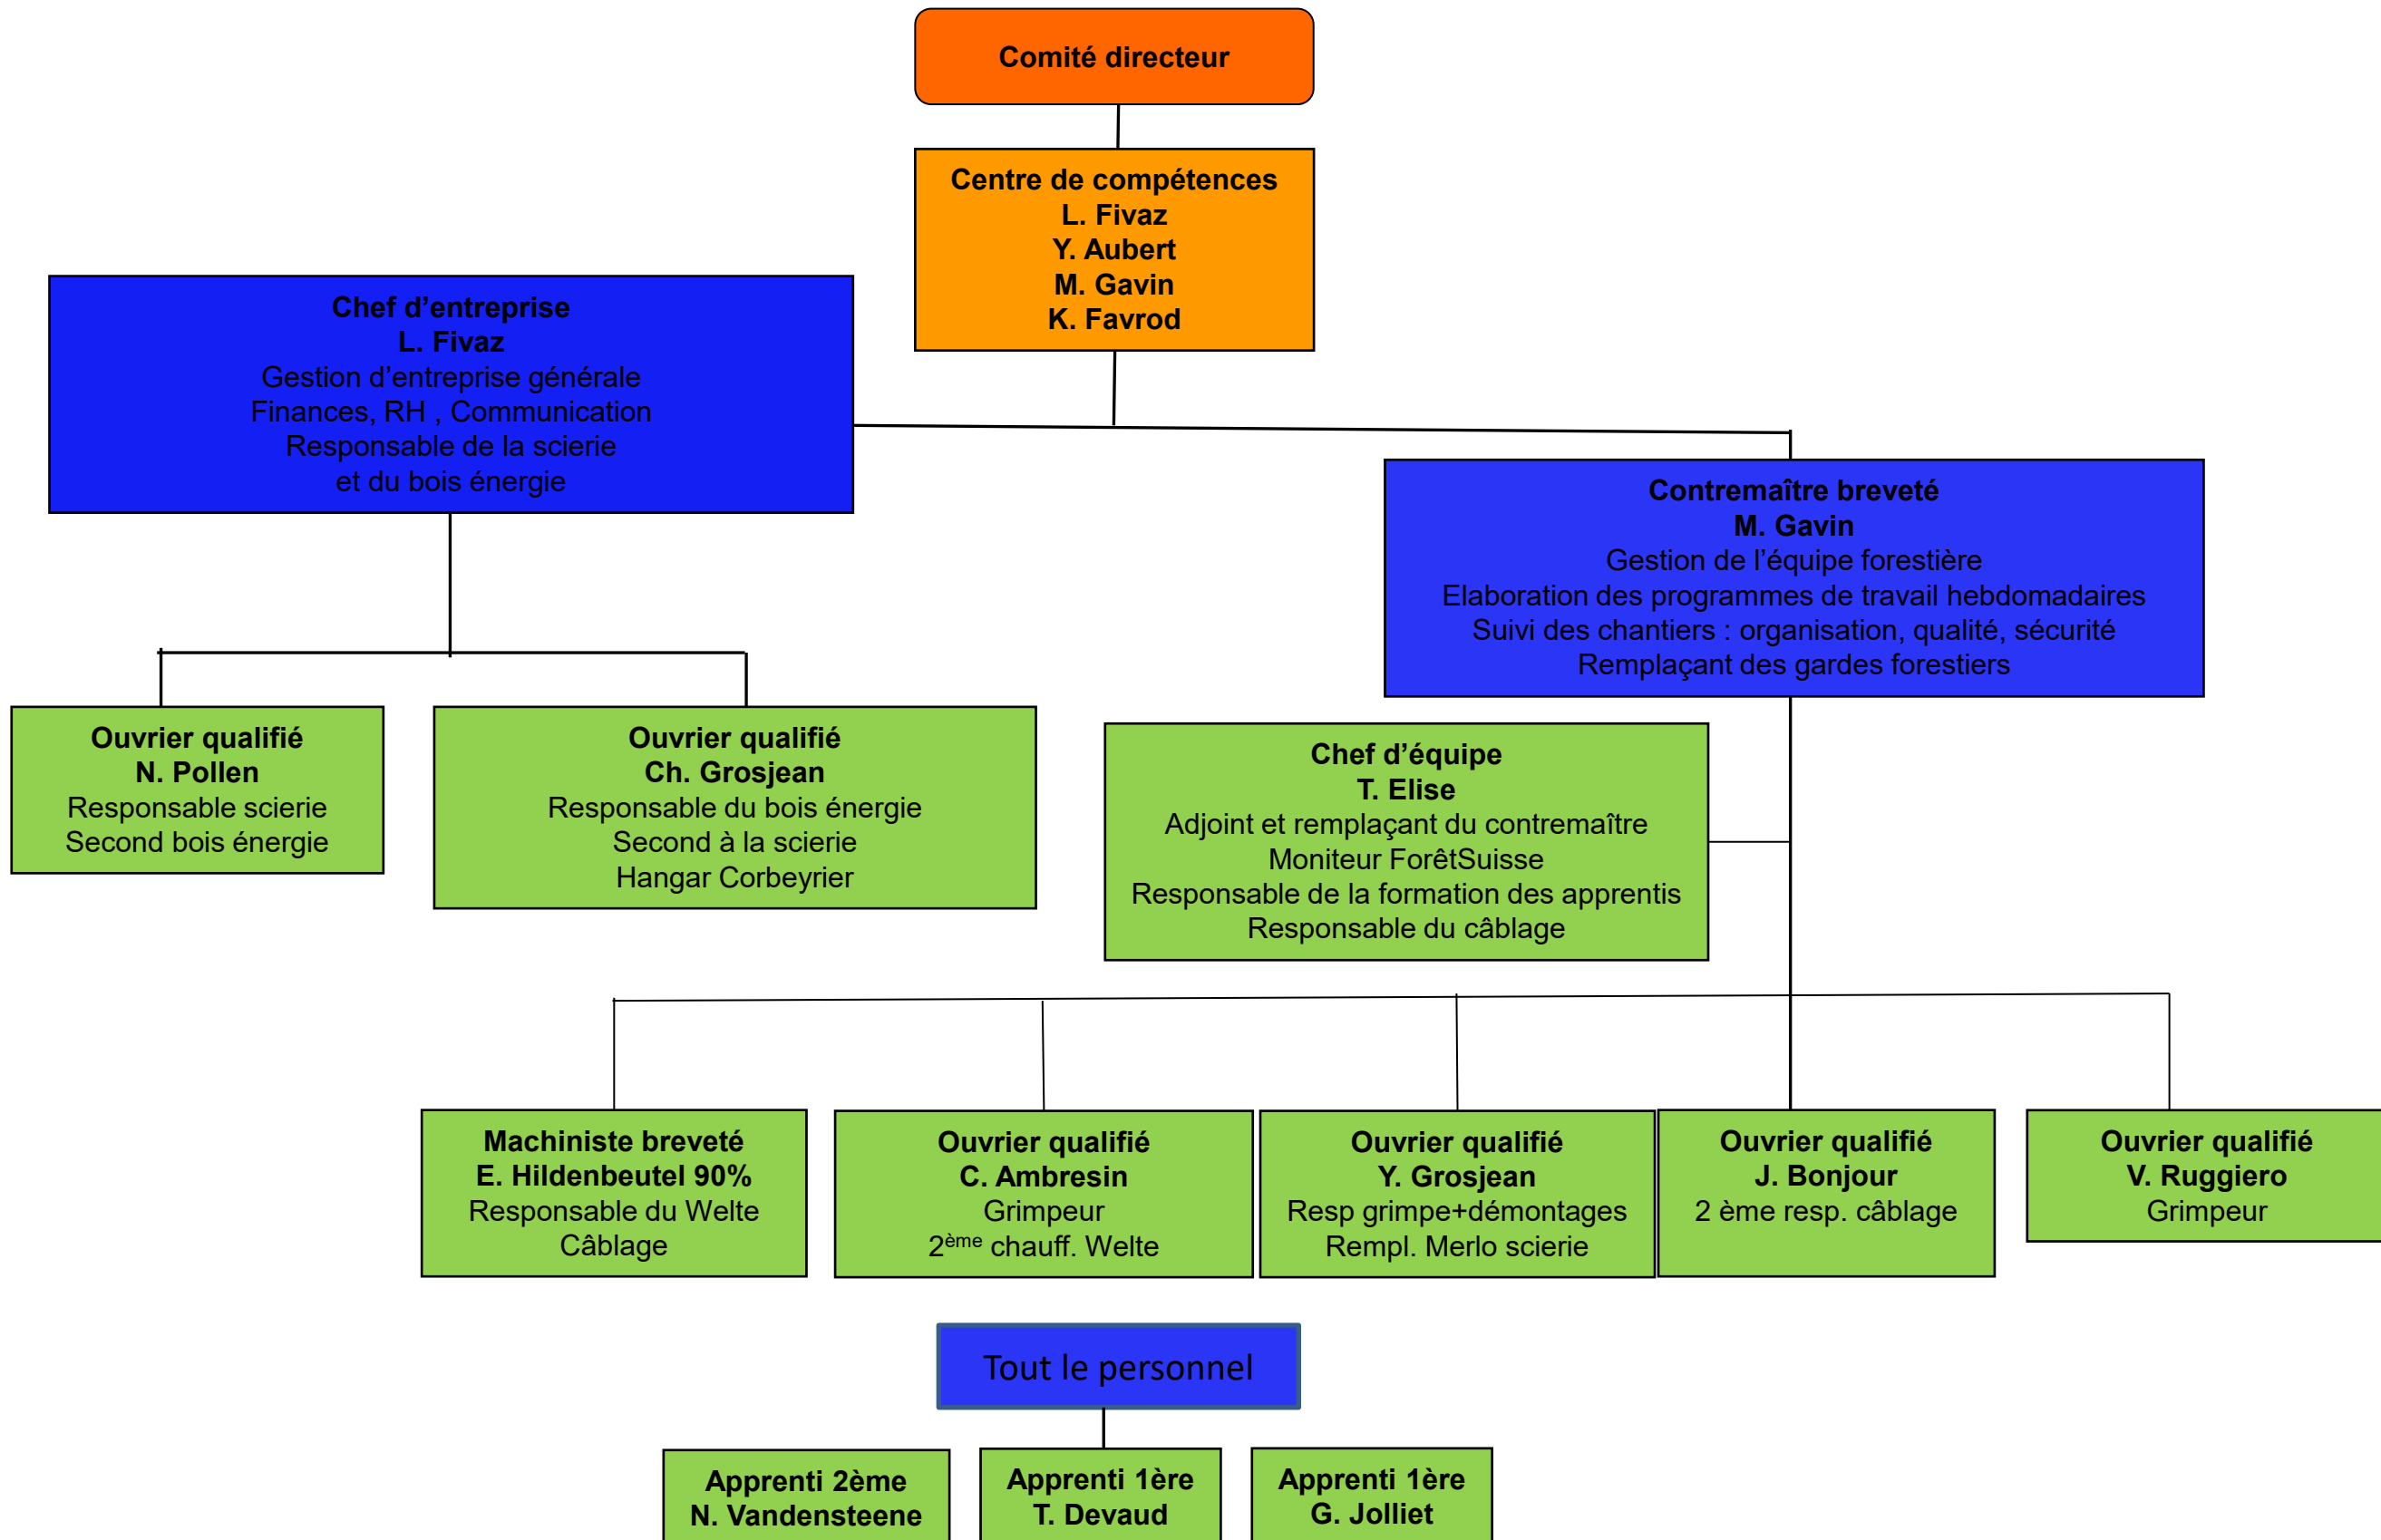 Comité directeur
Centre de compétences
L. Fivaz
Y. Aubert
M. Gavin
K. Favrod
Chef d’entreprise
L. Fivaz
Gestion d’entreprise générale
Finances, RH , Communication
Responsable de la scierie
et du bois énergie
Contremaître breveté
M. Gavin
Gestion de l’équipe forestière
Elaboration des programmes de travail hebdomadaires
Suivi des chantiers : organisation, qualité, sécurité
Remplaçant des gardes forestiers
Ouvrier qualifié
N. Pollen
Responsable scierie
Second bois énergie
Ouvrier qualifié
Ch. Grosjean
Responsable du bois énergie
Second à la scierie
Hangar Corbeyrier
Chef d’équipe
T. Elise
Adjoint et remplaçant du contremaître
Moniteur ForêtSuisse
Responsable de la formation des apprentis
Responsable du câblage
Machiniste breveté
E. Hildenbeutel 90%
Responsable du Welte
Câblage
Ouvrier qualifié
C. Ambresin
Grimpeur
2ème chauff. Welte
Ouvrier qualifié
Y. Grosjean
Resp grimpe+démontages
Rempl. Merlo scierie
Ouvrier qualifié
J. Bonjour
2 ème resp. câblage
Ouvrier qualifié
V. Ruggiero
Grimpeur
Tout le personnel
Apprenti 2ème
N. Vandensteene
Apprenti 1ère
T. Devaud
Apprenti 1ère
G. Jolliet